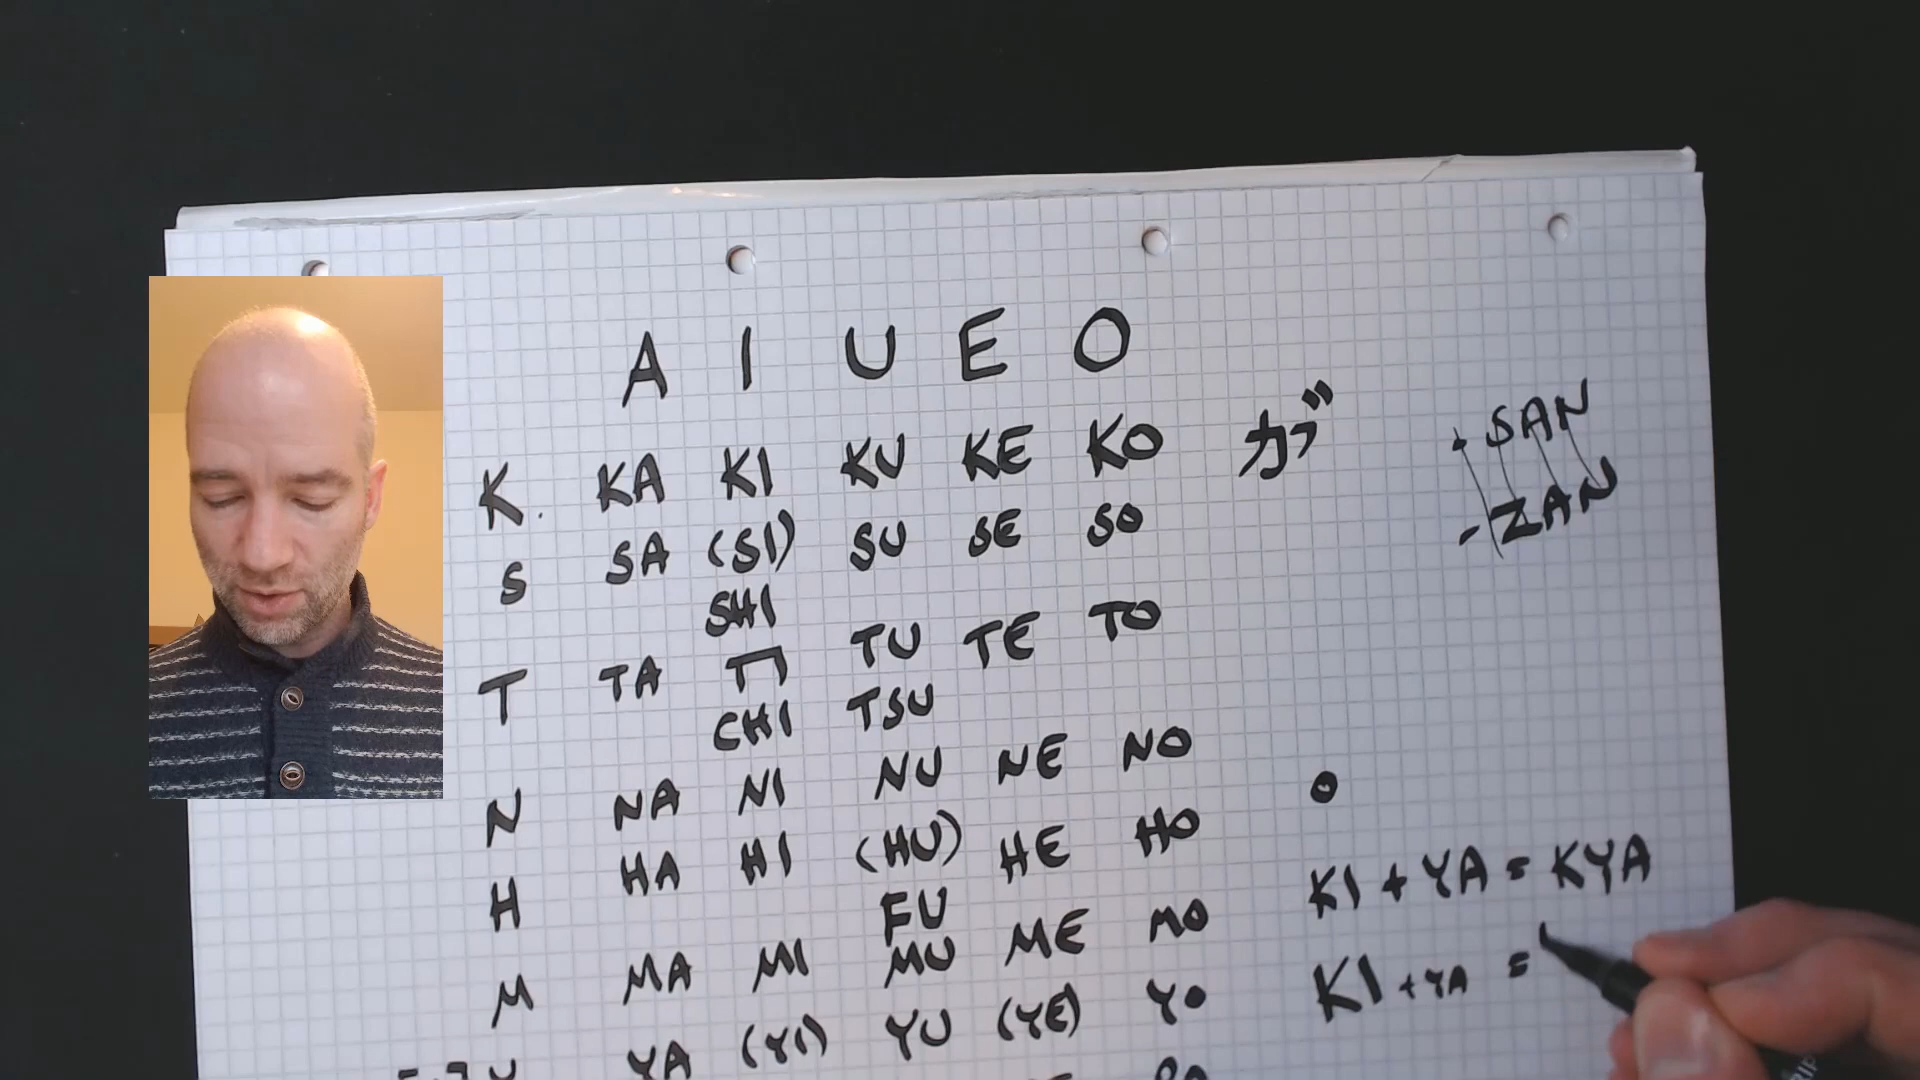 A I U E O
K. KA KI KU KE KO カ" + SAN
S SA (SI) SU SE SO - ZAN
SHI
T TA TI TU TE TO
CHI TSU
N NA NI NU NE NO
H HA HI (HU) HE HO KI + YA = KYA
FU
M MA MI MU ME MO KI + YA =
YA (YI) YU (YE) YO